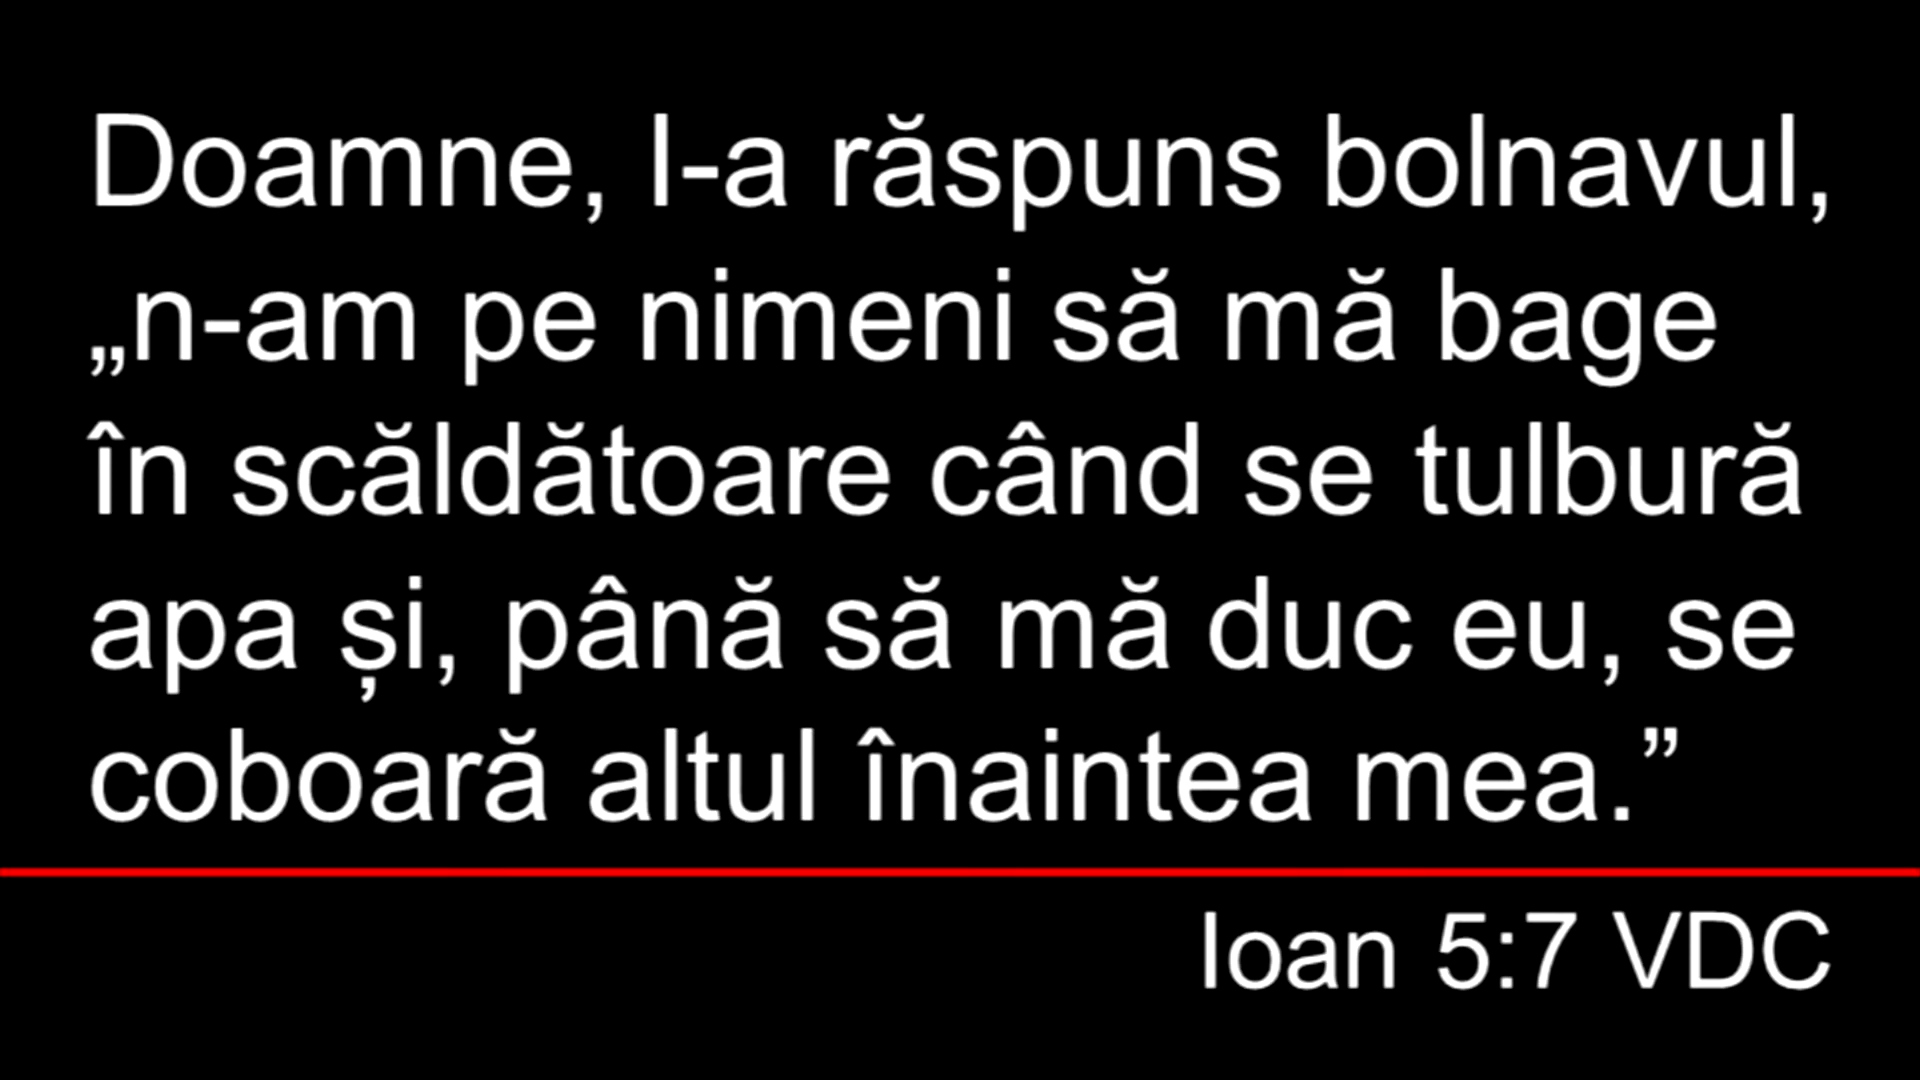 Doamne, I-a răspuns bolnavul,
„n-am pe nimeni să mă bage
în scăldătoare când se tulbură
apa și, până să mă duc eu, se
coboară altul înaintea mea.”
Ioan 5:7 VDC